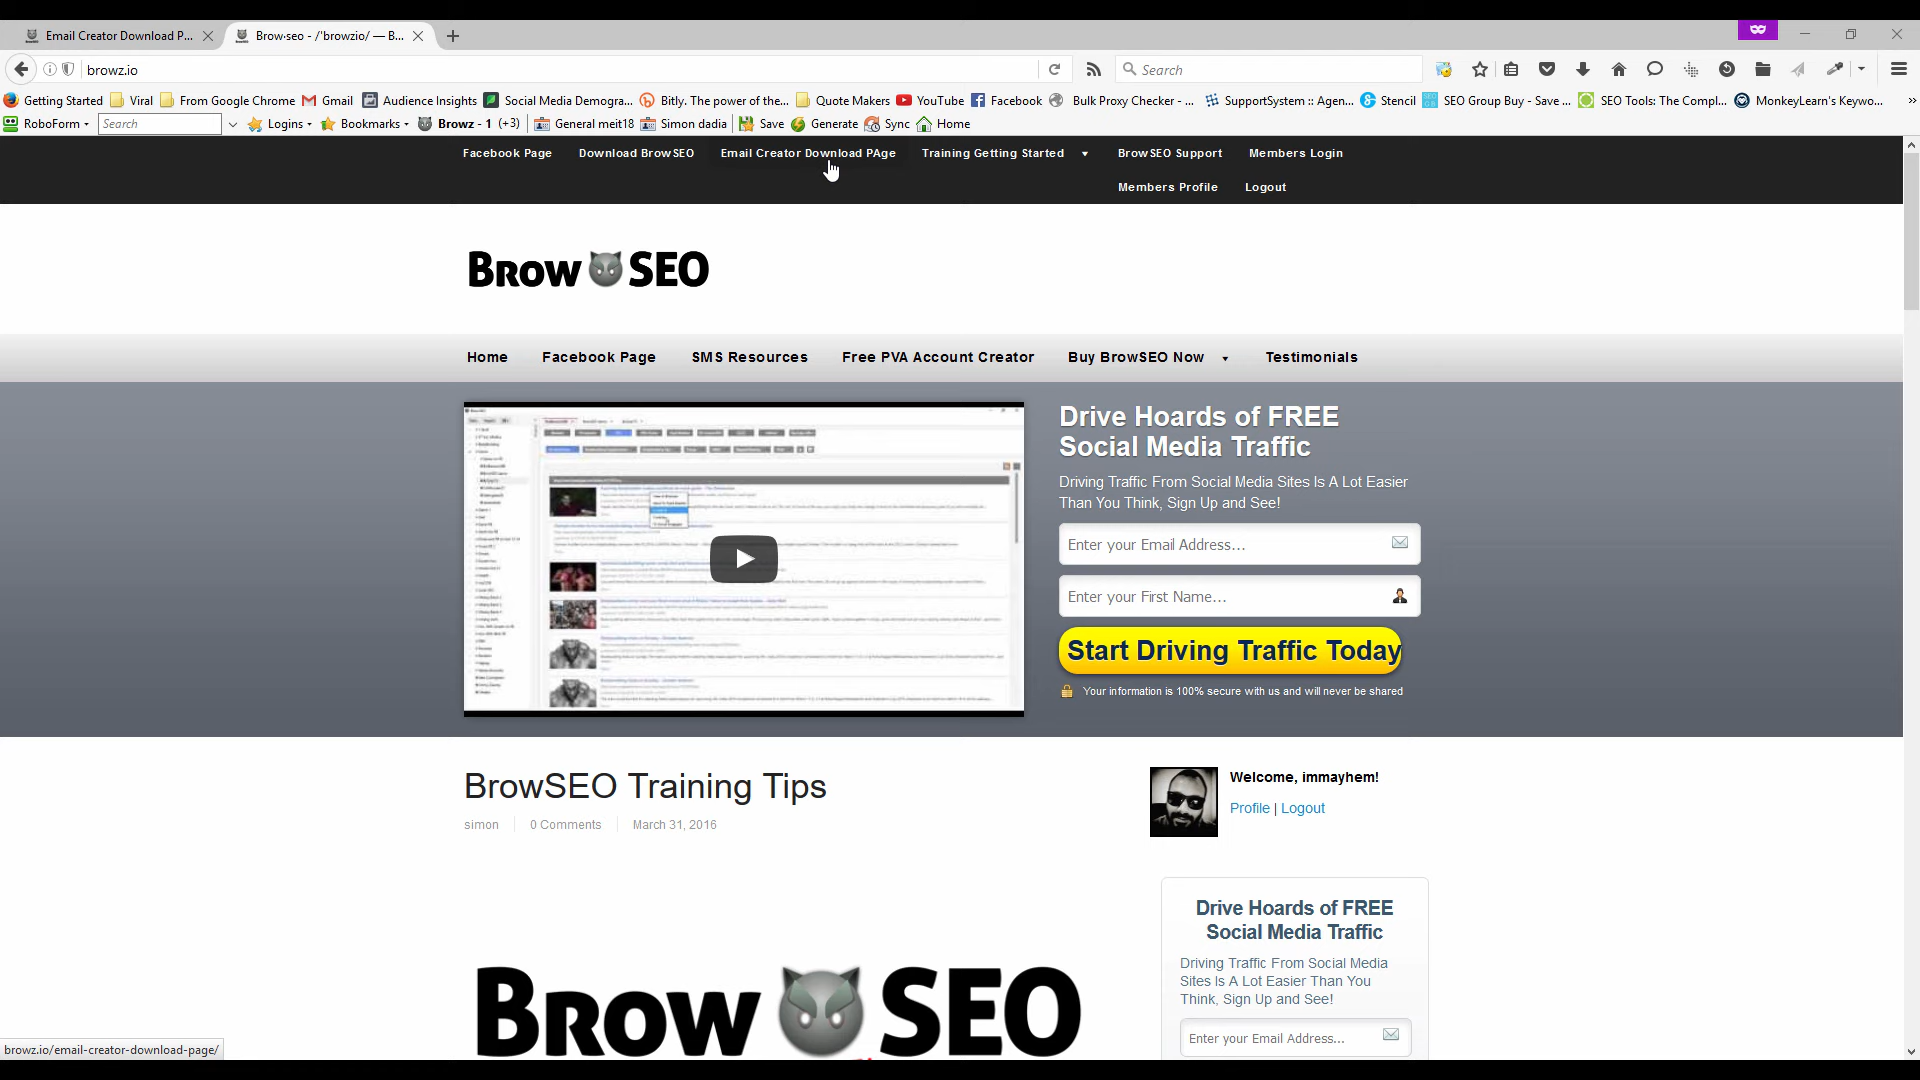 Email Creator Download P...
Brow·seo - /'browzio/ — B...
browz.io
Search
Getting Started
Viral
From Google Chrome
Gmail
Audience Insights
Social Media Demogra...
Bitly. The power of the...
Quote Makers
YouTube
Facebook
Bulk Proxy Checker - ...
SupportSystem :: Agen...
Stencil
SEO Group Buy - Save ...
SEO Tools: The Compl...
MonkeyLearn's Keywo...
RoboForm
Search
Logins
Bookmarks
Browz - 1 (+3)
General meit18
Simon dadia
Save
Generate
Sync
Home
Facebook Page
Download BrowSEO
Email Creator Download PAge
Training Getting Started
BrowSEO Support
Members Login
Members Profile
Logout
BROW SEO
Home
Facebook Page
SMS Resources
Free PVA Account Creator
Buy BrowSEO Now
Testimonials
Drive Hoards of FREE
Social Media Traffic
Driving Traffic From Social Media Sites Is A Lot Easier
Than You Think, Sign Up and See!
Enter your Email Address...
Enter your First Name...
Start Driving Traffic Today
Your information is 100% secure with us and will never be shared
BrowSEO Training Tips
simon
0 Comments
March 31, 2016
Welcome, immayhem!
Profile | Logout
Drive Hoards of FREE
Social Media Traffic
Driving Traffic From Social Media
Sites Is A Lot Easier Than You
Think, Sign Up and See!
Enter your Email Address...
BROW SEO
browz.io/email-creator-download-page/